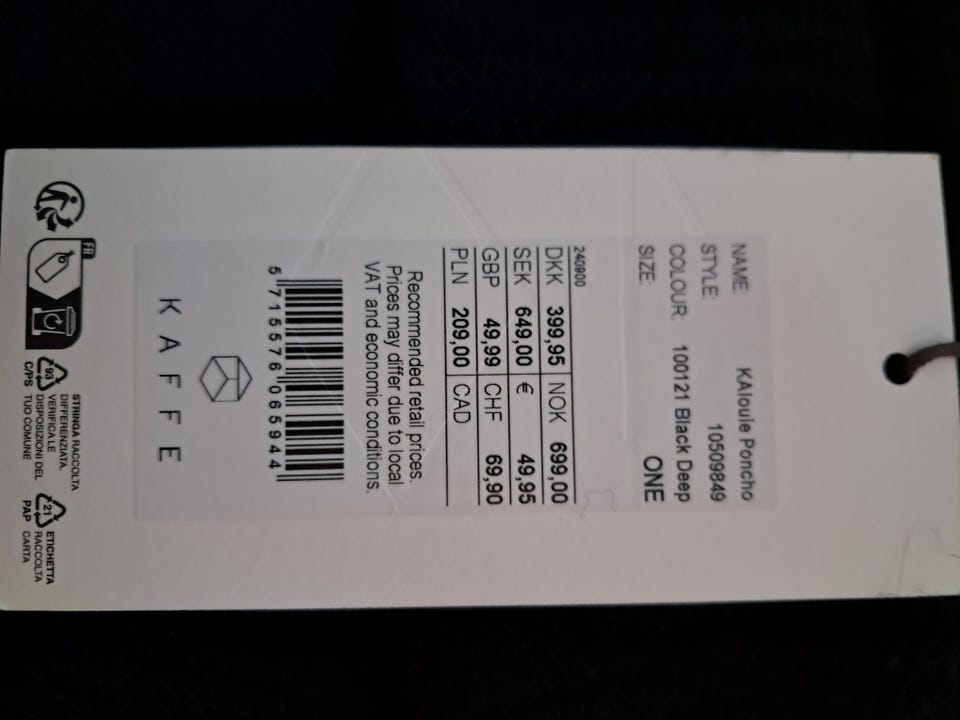 NAME: KAlouie Poncho
STYLE: 10509849
COLOUR: 100121 Black Deep
SIZE: ONE
240900
DKK 399,95 NOK 699,00
SEK 649,00 € 49,95
GBP 49,99 CHF 69,90
PLN 209,00 CAD
Recommended retail prices.
Prices may differ due to local
VAT and economic conditions.
5 715576 065944
KAFFE
FR
93
C/PS
STRINGA RACCOLTA
DIFFERENZIATA.
VERIFICA LE
DISPOSIZIONI DEL
TUO COMUNE
21
PAP
ETICHETTA
RACCOLTA
CARTA